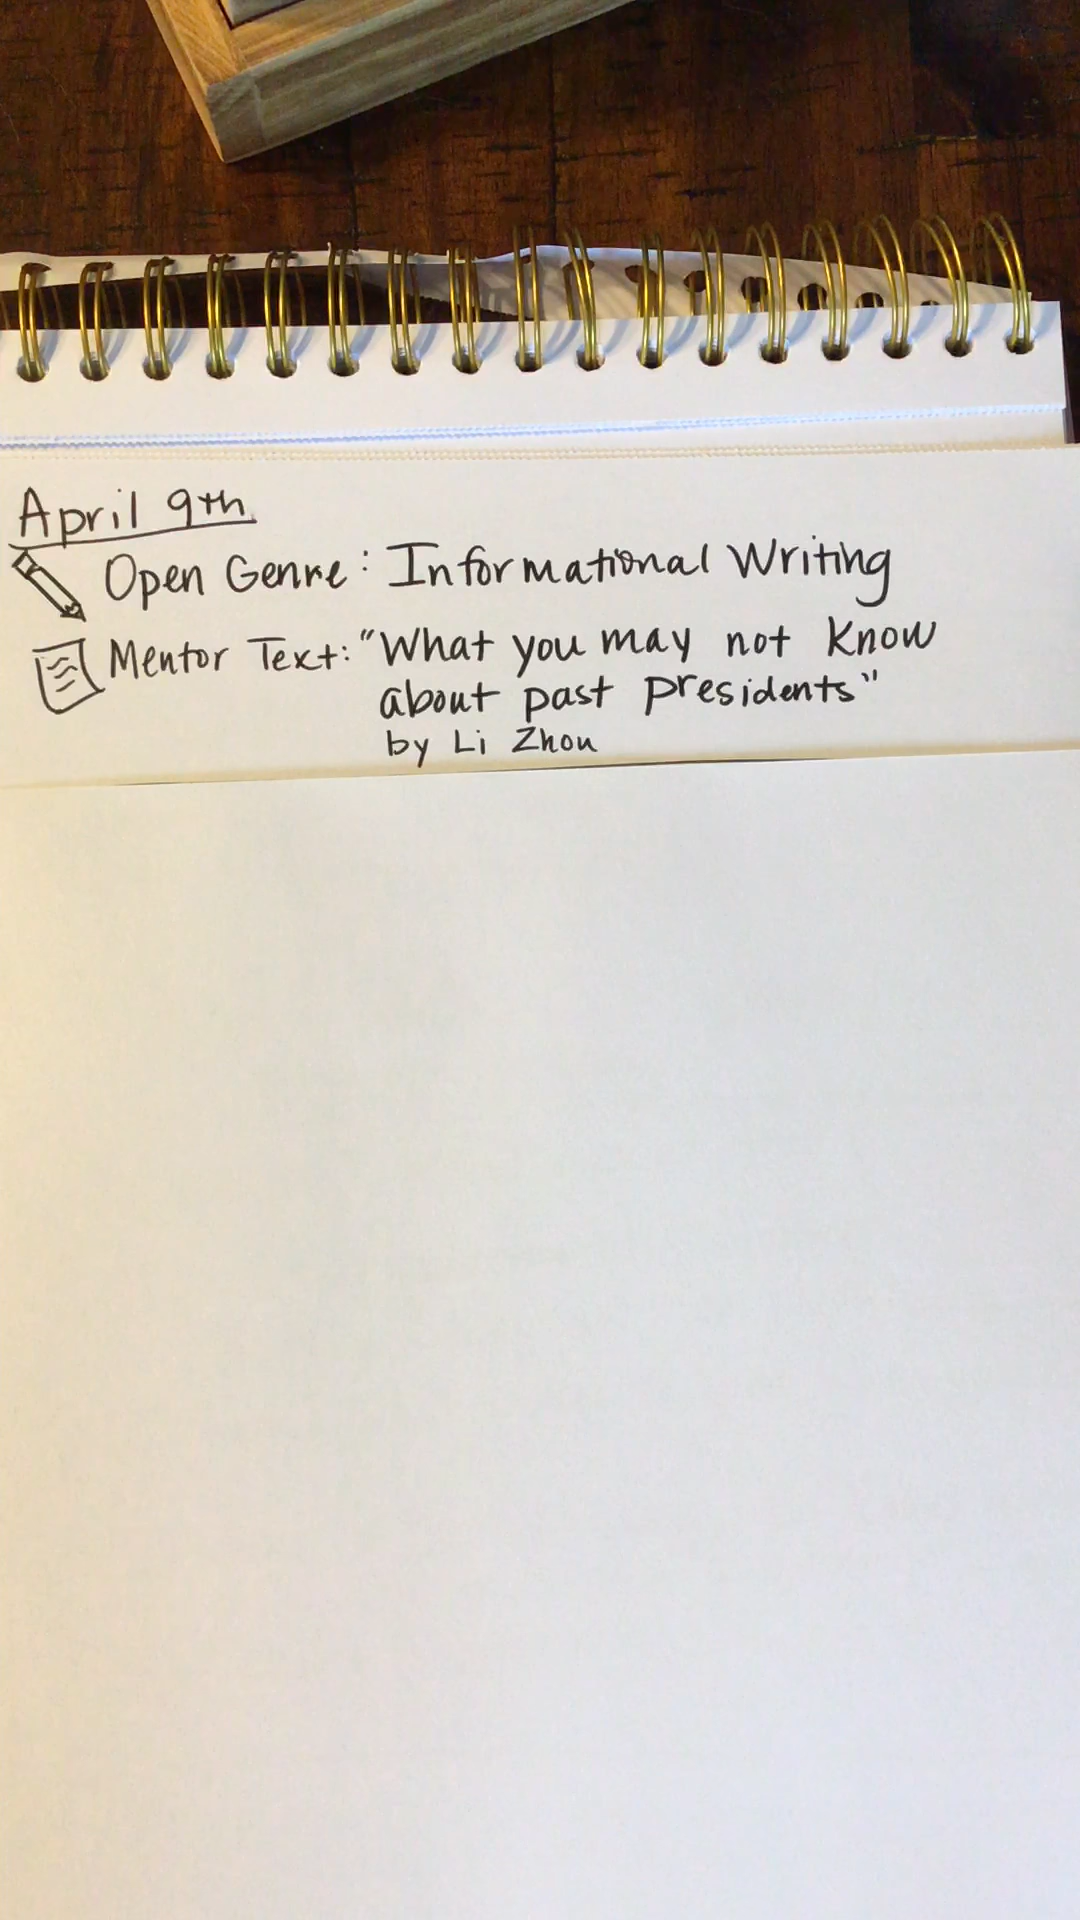 April 9th
Open Genre: Informational Writing
Mentor Text: "What you may not know
about past presidents"
by Li Zhou